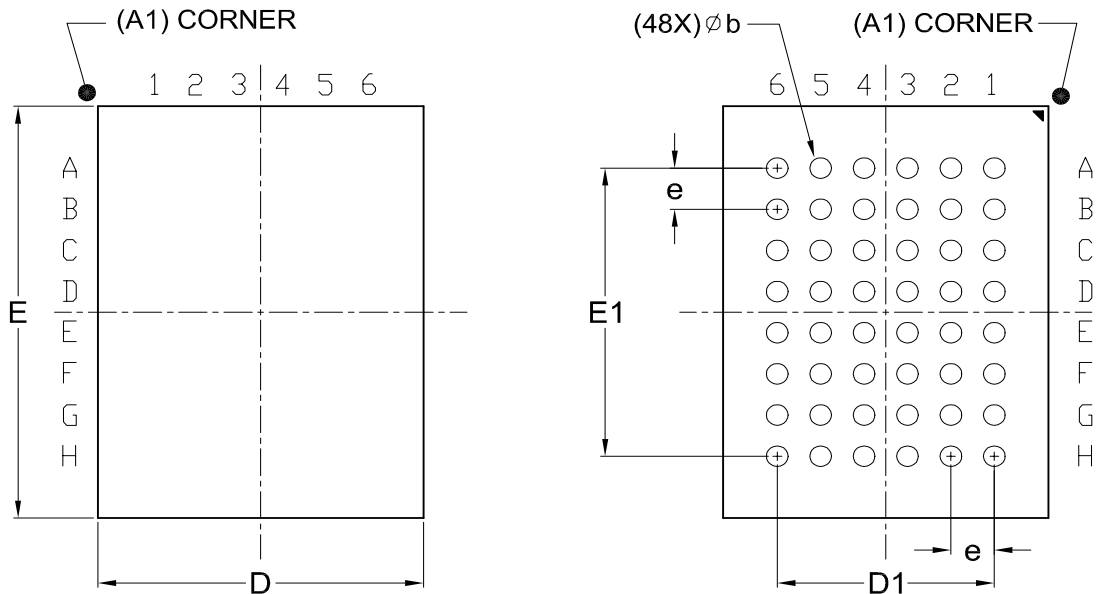 (A1) CORNER
1 2 3 4 5 6
A
B
C
D
E
F
G
H
E
D
(48X) ∅b
(A1) CORNER
6 5 4 3 2 1
A
B
C
D
E
F
G
H
e
E1
e
D1